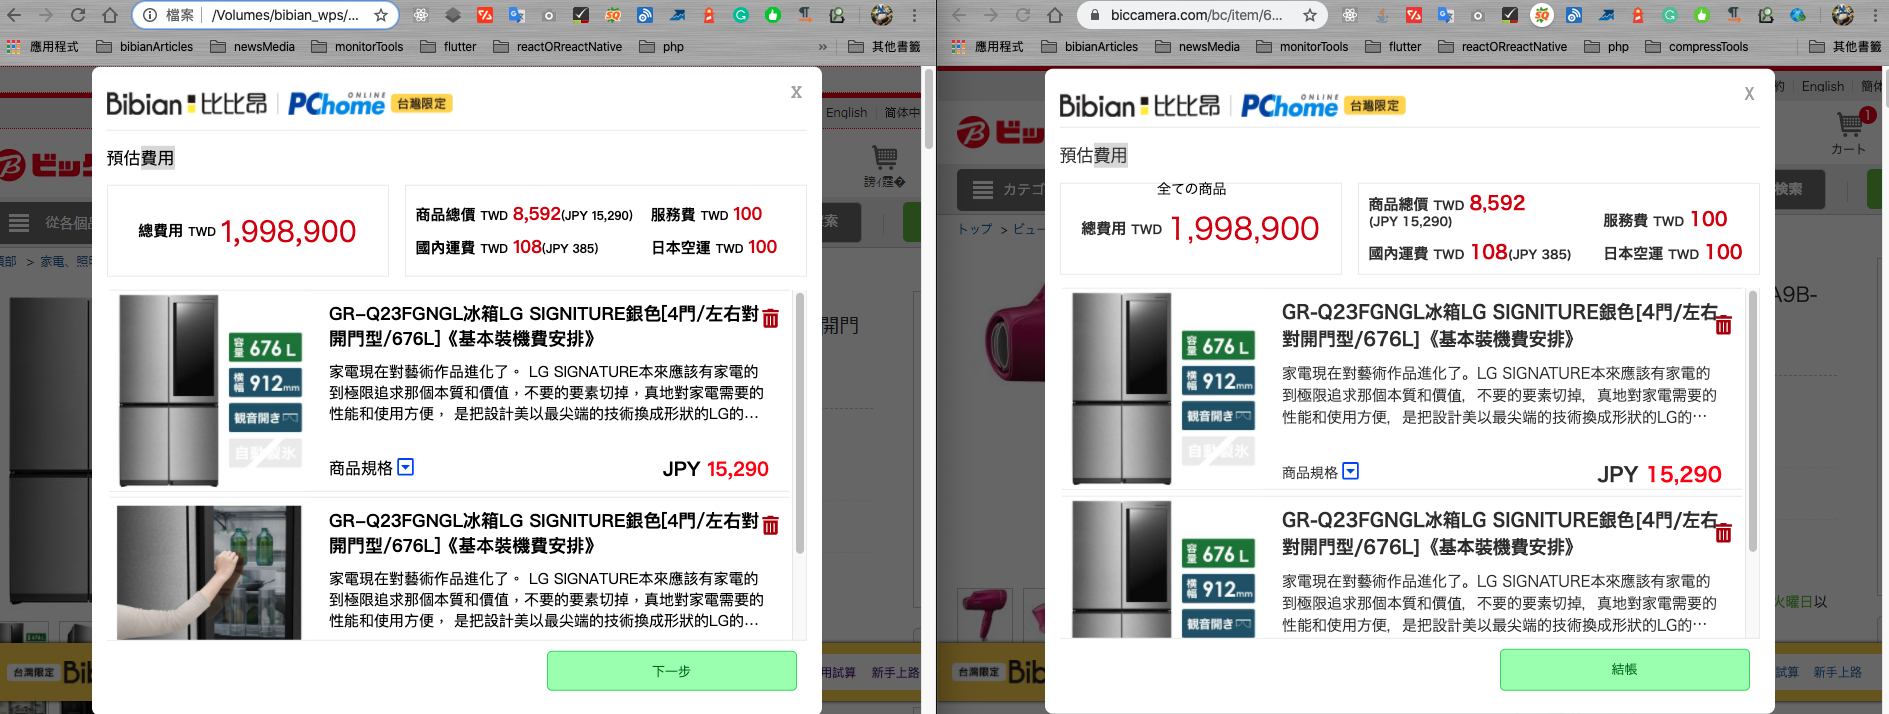 檔案 /Volumes/bibian_wps/...
應用程式 bibianArticles newsMedia monitorTools flutter reactORreactNative php » 其他書籤
English 简体中
ビック
從各個品
家電、照明
Bibian 比比昂 PChome ONLINE 台灣限定
X
預估費用
總費用 TWD 1,998,900
商品總價 TWD 8,592(JPY 15,290) 服務費 TWD 100
國內運費 TWD 108(JPY 385) 日本空運 TWD 100
GR-Q23FGNGL冰箱LG SIGNITURE銀色[4門/左右對
開門型/676L]《基本裝機費安排》
家電現在對藝術作品進化了。 LG SIGNATURE本來應該有家電的
到極限追求那個本質和價值，不要的要素切掉，真地對家電需要的
性能和使用方便， 是把設計美以最尖端的技術換成形狀的LG的...
容量 676 L
横幅 912mm
観音開き
自動製氷
商品規格
JPY 15,290
GR-Q23FGNGL冰箱LG SIGNITURE銀色[4門/左右對
開門型/676L]《基本裝機費安排》
家電現在對藝術作品進化了。 LG SIGNATURE本來應該有家電的
到極限追求那個本質和價值，不要的要素切掉，真地對家電需要的
性能和使用方便， 是把設計美以最尖端的技術換成形狀的LG的...
下一步
開門
台灣限定 Bib
用試算 新手上路
biccamera.com/bc/item/6...
應用程式 bibianArticles newsMedia monitorTools flutter reactORreactNative php compressTools 其他書籤
約 English 简体
ビッ
カート
1
カテゴ
検索
トップ > ビュー
Bibian 比比昂 PChome ONLINE 台灣限定
X
預估費用
全ての商品
總費用 TWD 1,998,900
商品總價 TWD 8,592
(JPY 15,290)
服務費 TWD 100
國內運費 TWD 108(JPY 385) 日本空運 TWD 100
GR-Q23FGNGL冰箱LG SIGNITURE銀色[4門/左右
對開門型/676L]《基本裝機費安排》
家電現在對藝術作品進化了。LG SIGNATURE本來應該有家電的
到極限追求那個本質和價值，不要的要素切掉，真地對家電需要的
性能和使用方便，是把設計美以最尖端的技術換成形狀的LG的…
容量 676 L
横幅 912mm
観音開き
自動製氷
商品規格
JPY 15,290
GR-Q23FGNGL冰箱LG SIGNITURE銀色[4門/左右
對開門型/676L]《基本裝機費安排》
家電現在對藝術作品進化了。LG SIGNATURE本來應該有家電的
到極限追求那個本質和價值，不要的要素切掉，真地對家電需要的
性能和使用方便，是把設計美以最尖端的技術換成形狀的LG的…
容量 676 L
横幅 912mm
観音開き
結帳
A9B-
火曜日以
台灣限定 Bib
試算 新手上路